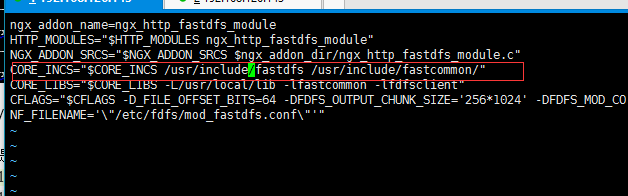 ngx_addon_name=ngx_http_fastdfs_module
HTTP_MODULES="$HTTP_MODULES ngx_http_fastdfs_module"
NGX_ADDON_SRCS="$NGX_ADDON_SRCS $ngx_addon_dir/ngx_http_fastdfs_module.c"
CORE_INCS="$CORE_INCS /usr/include/fastdfs /usr/include/fastcommon/"
CORE_LIBS="$CORE_LIBS -L/usr/local/lib -lfastcommon -lfdfsclient"
CFLAGS="$CFLAGS -D_FILE_OFFSET_BITS=64 -DFDFS_OUTPUT_CHUNK_SIZE='256*1024' -DFDFS_MOD_CO
NF_FILENAME='\"/etc/fdfs/mod_fastdfs.conf\"'"
~
~
~
~
~